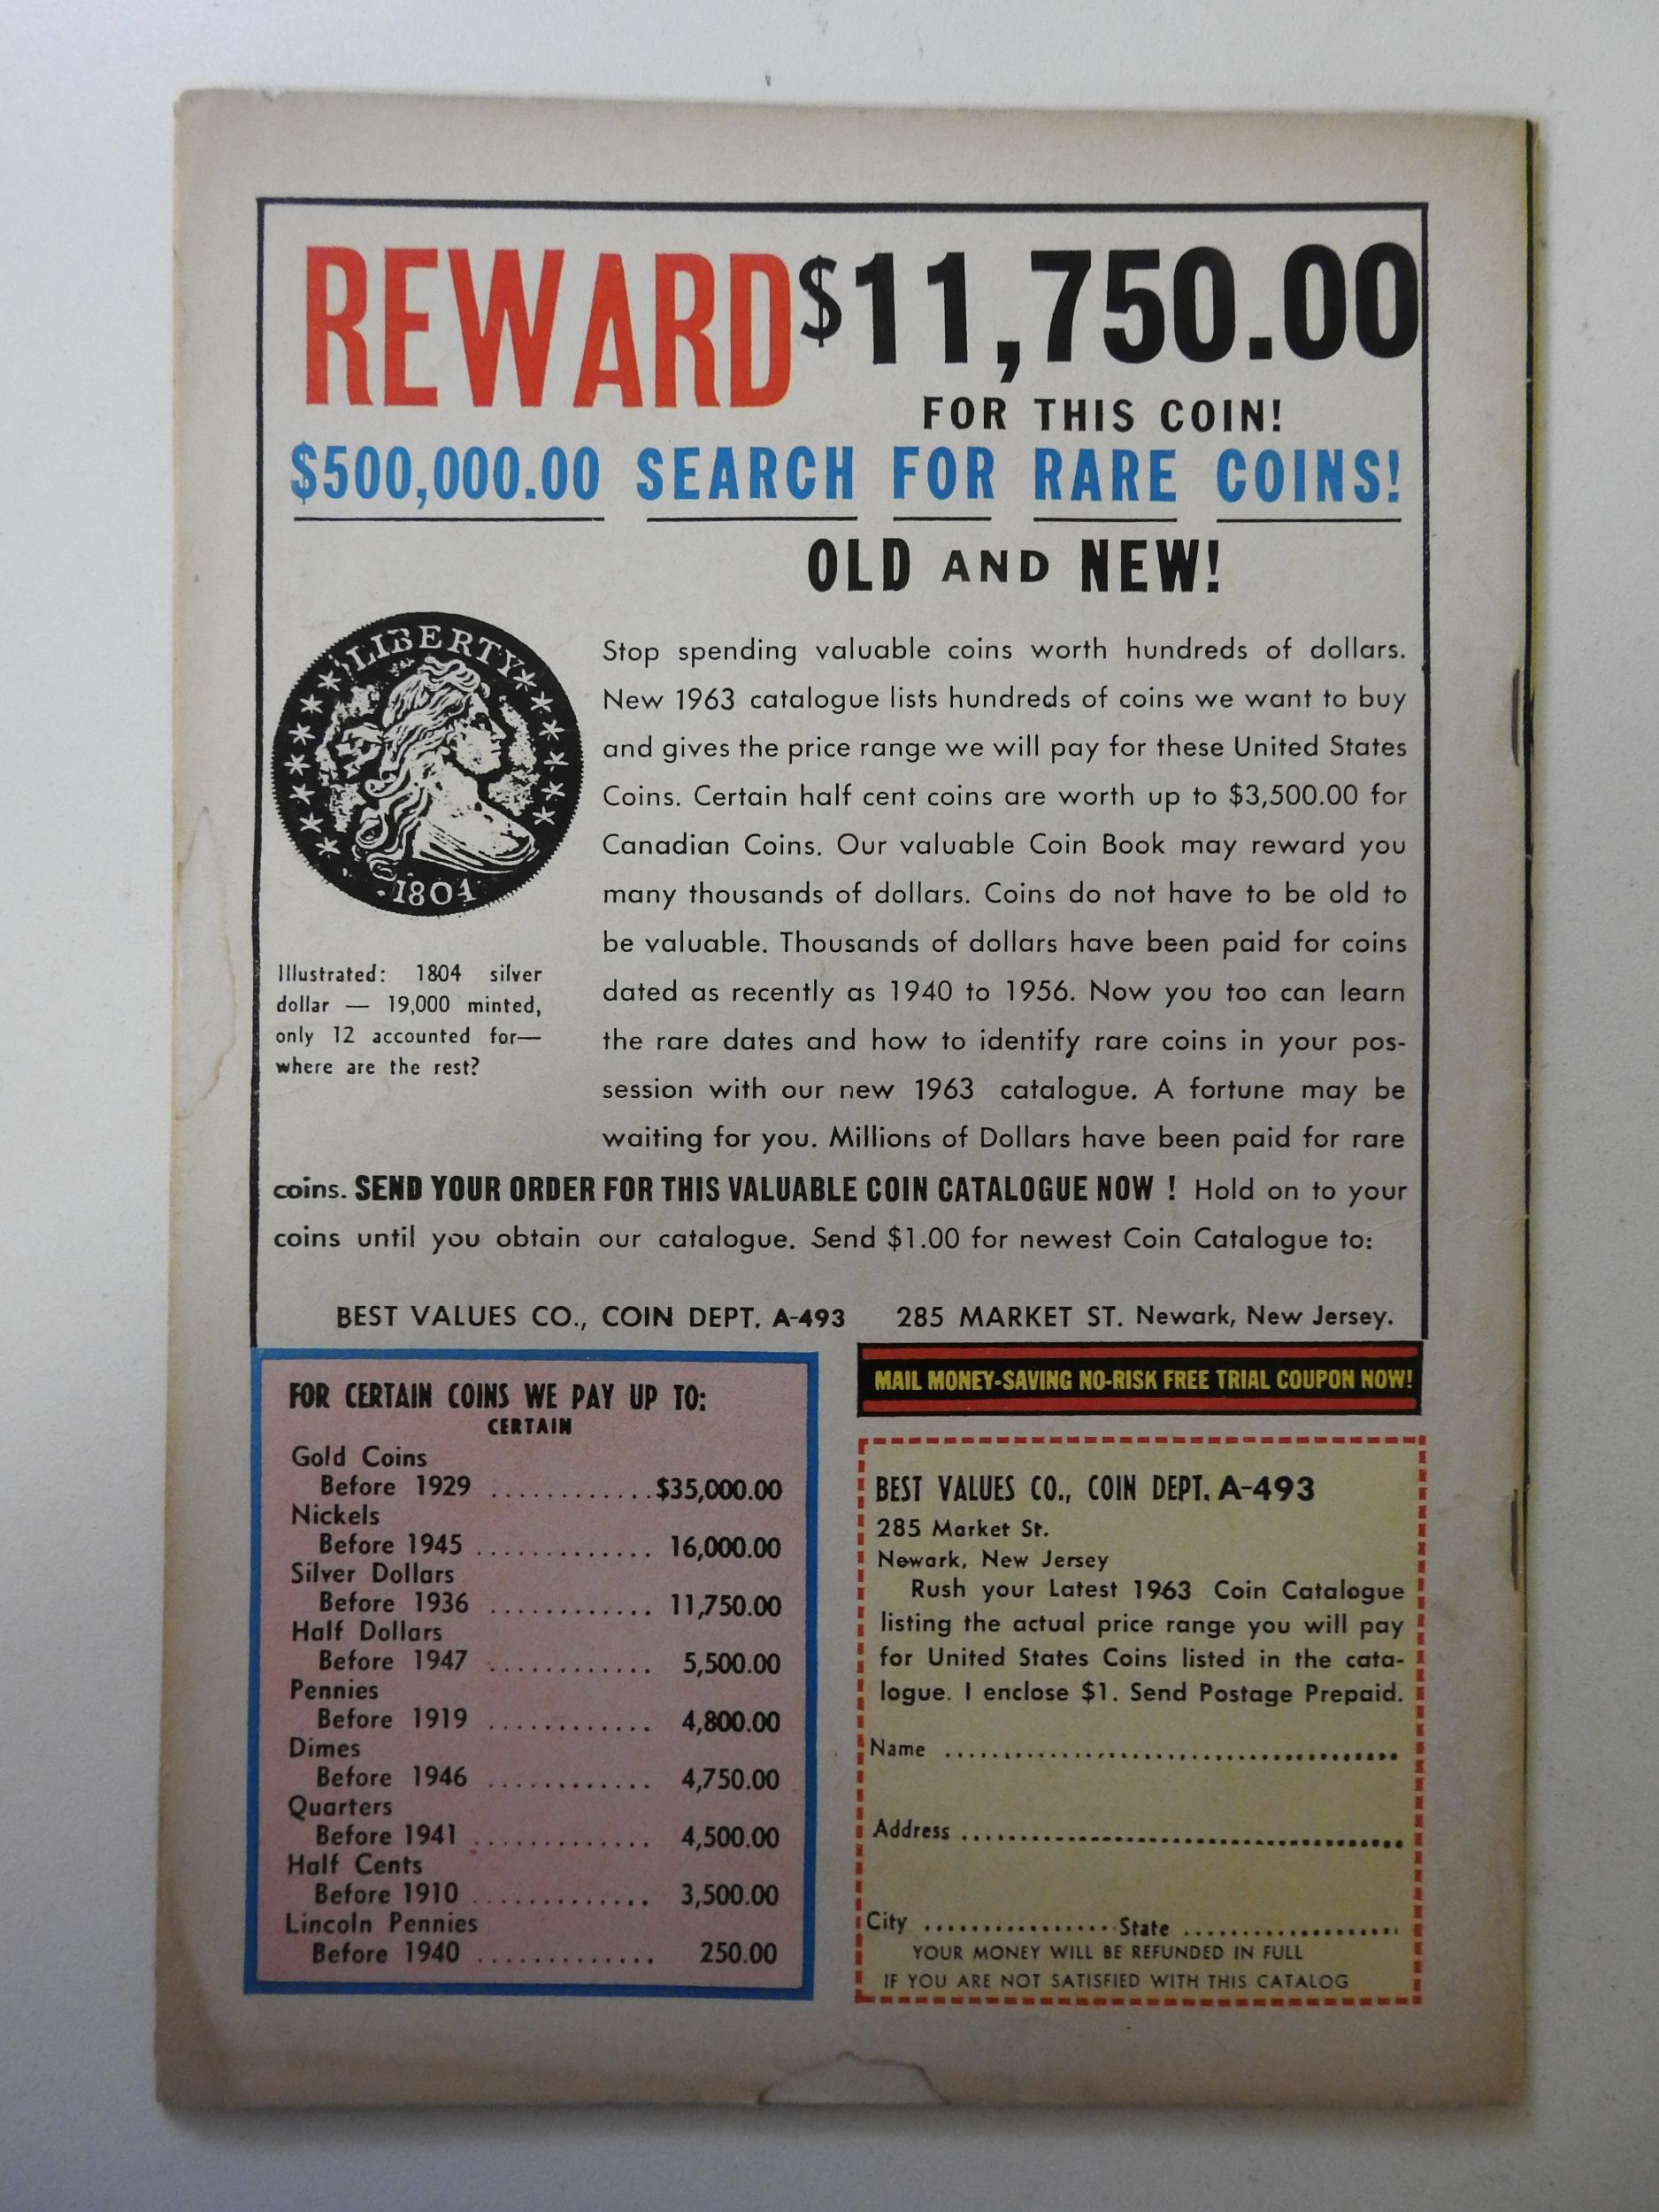 REWARD $11,750.00
FOR THIS COIN!
$500,000.00 SEARCH FOR RARE COINS!
OLD AND NEW!
LIBERTY
1804
Illustrated: 1804 silver
dollar — 19,000 minted,
only 12 accounted for—
where are the rest?
Stop spending valuable coins worth hundreds of dollars.
New 1963 catalogue lists hundreds of coins we want to buy
and gives the price range we will pay for these United States
Coins. Certain half cent coins are worth up to $3,500.00 for
Canadian Coins. Our valuable Coin Book may reward you
many thousands of dollars. Coins do not have to be old to
be valuable. Thousands of dollars have been paid for coins
dated as recently as 1940 to 1956. Now you too can learn
the rare dates and how to identify rare coins in your pos-
session with our new 1963 catalogue. A fortune may be
waiting for you. Millions of Dollars have been paid for rare
coins. SEND YOUR ORDER FOR THIS VALUABLE COIN CATALOGUE NOW ! Hold on to your
coins until you obtain our catalogue. Send $1.00 for newest Coin Catalogue to:
BEST VALUES CO., COIN DEPT. A-493 285 MARKET ST. Newark, New Jersey.
FOR CERTAIN COINS WE PAY UP TO:
CERTAIN
Gold Coins
Before 1929 ............$35,000.00
Nickels
Before 1945 ............. 16,000.00
Silver Dollars
Before 1936 ............ 11,750.00
Half Dollars
Before 1947 ............ 5,500.00
Pennies
Before 1919 ............ 4,800.00
Dimes
Before 1946 ............ 4,750.00
Quarters
Before 1941 ............. 4,500.00
Half Cents
Before 1910 ............. 3,500.00
Lincoln Pennies
Before 1940 ............. 250.00
MAIL MONEY-SAVING NO-RISK FREE TRIAL COUPON NOW!
BEST VALUES CO., COIN DEPT. A-493
285 Market St.
Newark, New Jersey
Rush your Latest 1963 Coin Catalogue
listing the actual price range you will pay
for United States Coins listed in the cata-
logue. I enclose $1. Send Postage Prepaid.
Name ........................................
Address ........................................
City ................. State ....................
YOUR MONEY WILL BE REFUNDED IN FULL
IF YOU ARE NOT SATISFIED WITH THIS CATALOG